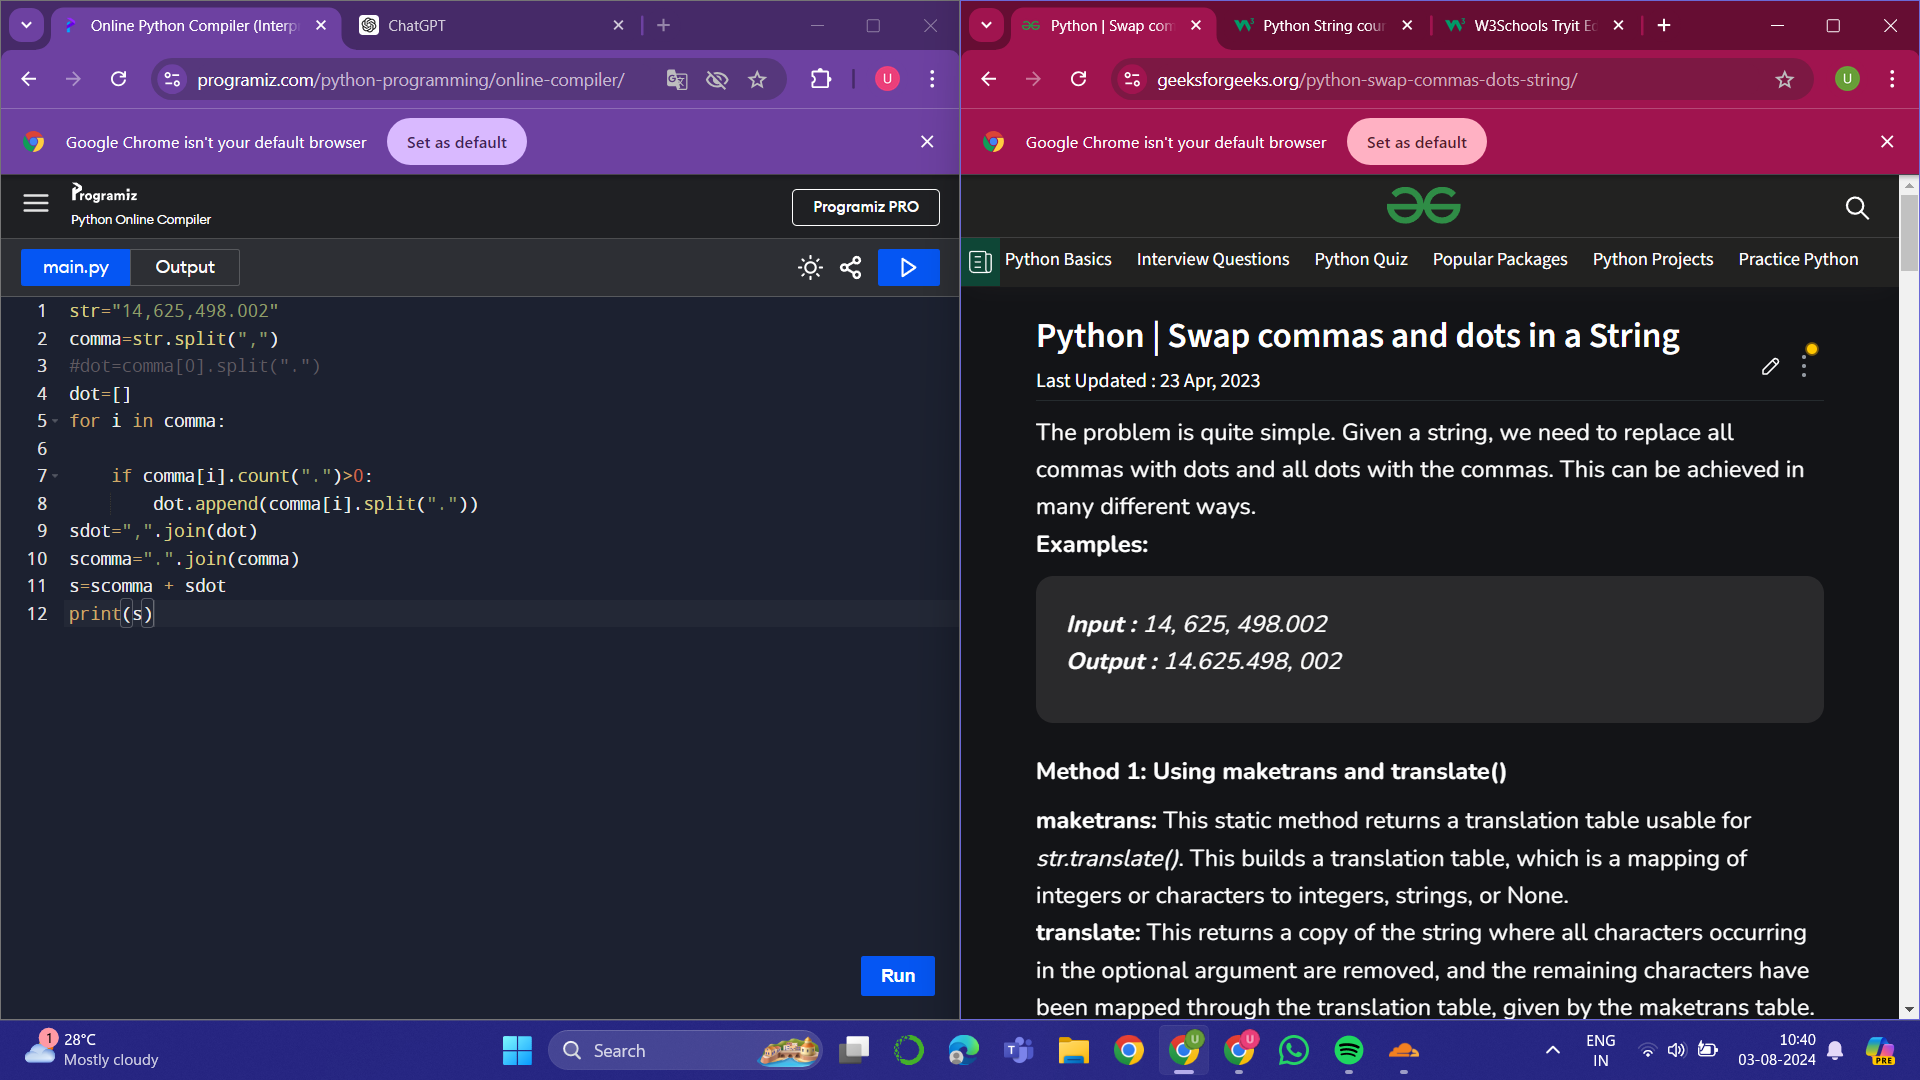 Online Python Compiler (Interp
ChatGPT
programiz.com/python-programming/online-compiler/
U
Google Chrome isn't your default browser
Set as default
Programiz
Python Online Compiler
Programiz PRO
main.py
Output
1 str="14,625,498.002"
2 comma=str.split(",")
3 #dot=comma[0].split(".")
4 dot=[]
5 for i in comma:
6
7 if comma[i].count(".")>0:
8 dot.append(comma[i].split("."))
9 sdot=",".join(dot)
10 scomma=".".join(comma)
11 s=scomma + sdot
12 print(s)
Run
Python | Swap com
Python String cou
W3Schools Tryit Ed
geeksforgeeks.org/python-swap-commas-dots-string/
U
Google Chrome isn't your default browser
Set as default
Python Basics
Interview Questions
Python Quiz
Popular Packages
Python Projects
Practice Python
Python | Swap commas and dots in a String
Last Updated : 23 Apr, 2023
The problem is quite simple. Given a string, we need to replace all
commas with dots and all dots with the commas. This can be achieved in
many different ways.
Examples:
Input : 14, 625, 498.002
Output : 14.625.498, 002
Method 1: Using maketrans and translate()
maketrans: This static method returns a translation table usable for
str.translate(). This builds a translation table, which is a mapping of
integers or characters to integers, strings, or None.
translate: This returns a copy of the string where all characters occurring
in the optional argument are removed, and the remaining characters have
been mapped through the translation table, given by the maketrans table.
1
28°C
Mostly cloudy
Search
U
U
ENG
IN
10:40
03-08-2024
PRE